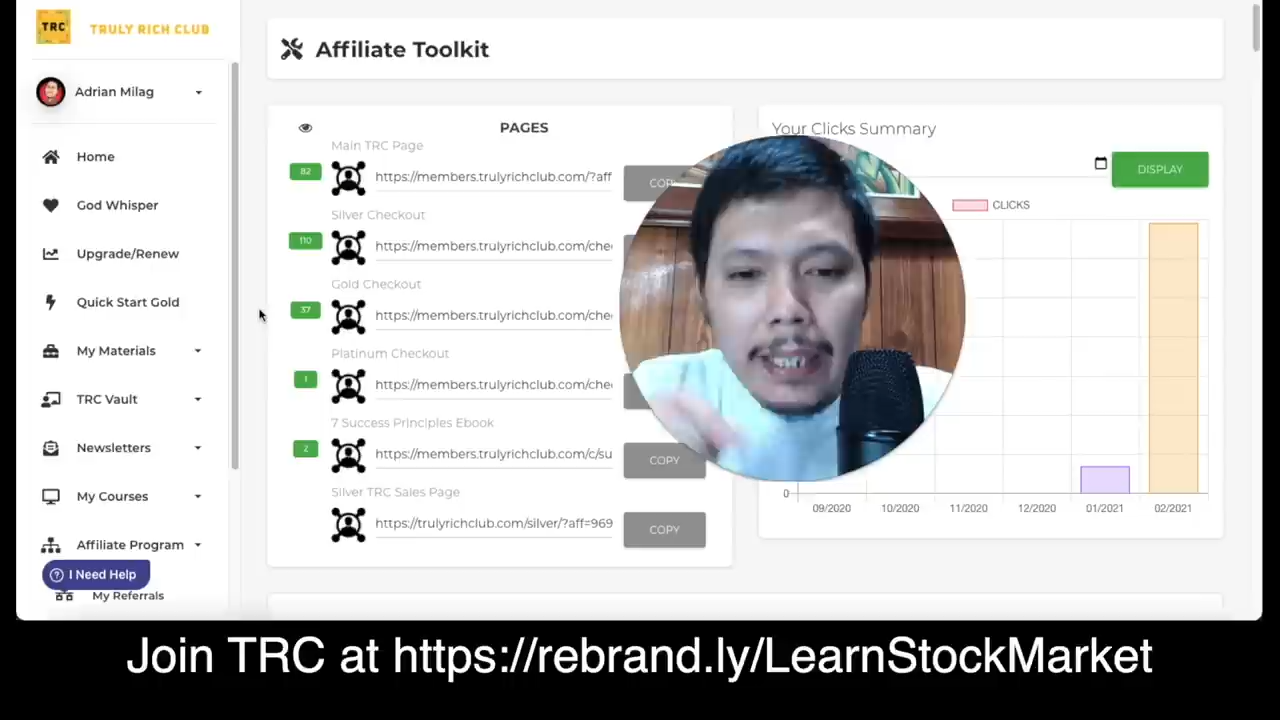 TRC TRULY RICH CLUB
Adrian Milag
Home
God Whisper
Upgrade/Renew
Quick Start Gold
My Materials
TRC Vault
Newsletters
My Courses
Affiliate Program
I Need Help
My Referrals
Affiliate Toolkit
PAGES
Main TRC Page
82
https://members.trulyrichclub.com/?aff
COP
Silver Checkout
110
https://members.trulyrichclub.com/che
Gold Checkout
37
https://members.trulyrichclub.com/che
Platinum Checkout
1
https://members.trulyrichclub.com/che
7 Success Principles Ebook
2
https://members.trulyrichclub.com/c/su
COPY
Silver TRC Sales Page
https://trulyrichclub.com/silver/?aff=969
COPY
Your Clicks Summary
DISPLAY
CLICKS
0
09/2020 10/2020 11/2020 12/2020 01/2021 02/2021
Join TRC at https://rebrand.ly/LearnStockMarket